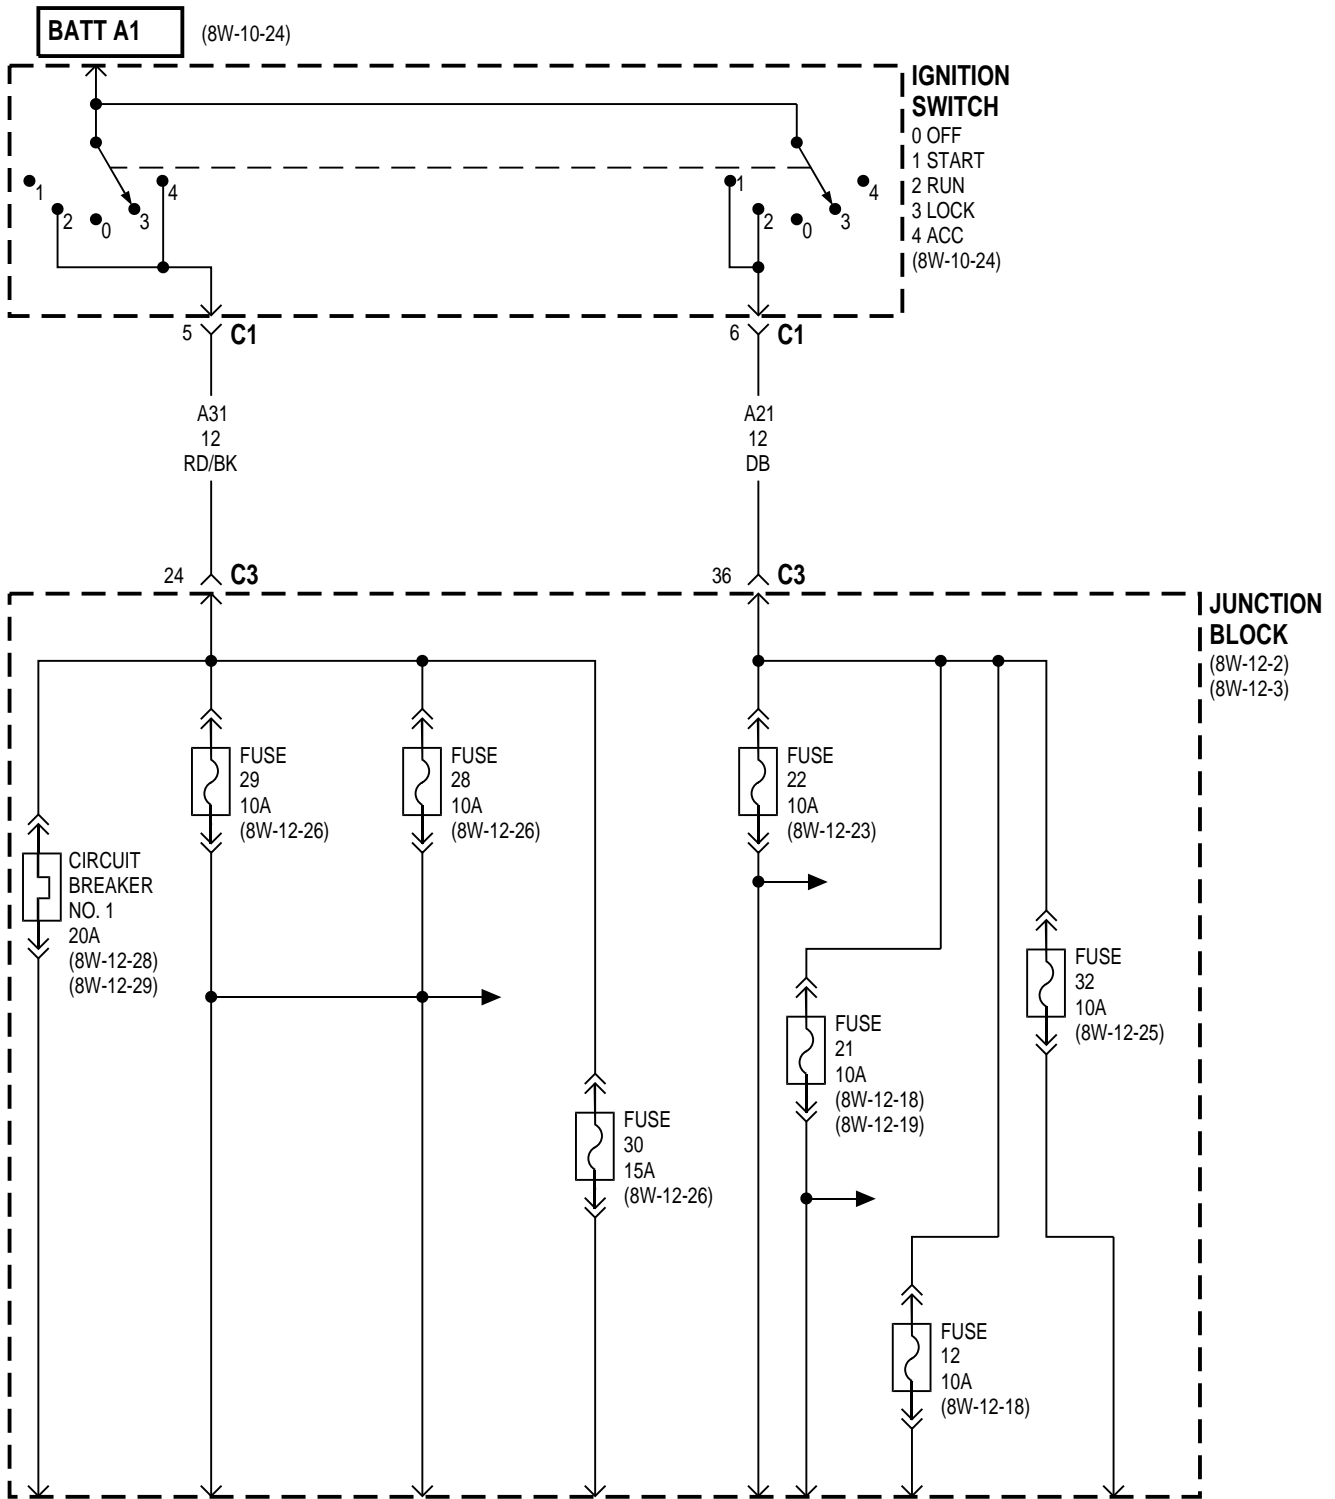 BATT A1
(8W-10-24)
IGNITION
SWITCH
0 OFF
1 START
2 RUN
3 LOCK
4 ACC
(8W-10-24)
1
2
0
3
4
1
2
0
3
4
5
C1
6
C1
A31
12
RD/BK
A21
12
DB
24
C3
36
C3
JUNCTION
BLOCK
(8W-12-2)
(8W-12-3)
FUSE
29
10A
(8W-12-26)
FUSE
28
10A
(8W-12-26)
FUSE
22
10A
(8W-12-23)
CIRCUIT
BREAKER
NO. 1
20A
(8W-12-28)
(8W-12-29)
FUSE
32
10A
(8W-12-25)
FUSE
21
10A
(8W-12-18)
(8W-12-19)
FUSE
30
15A
(8W-12-26)
FUSE
12
10A
(8W-12-18)